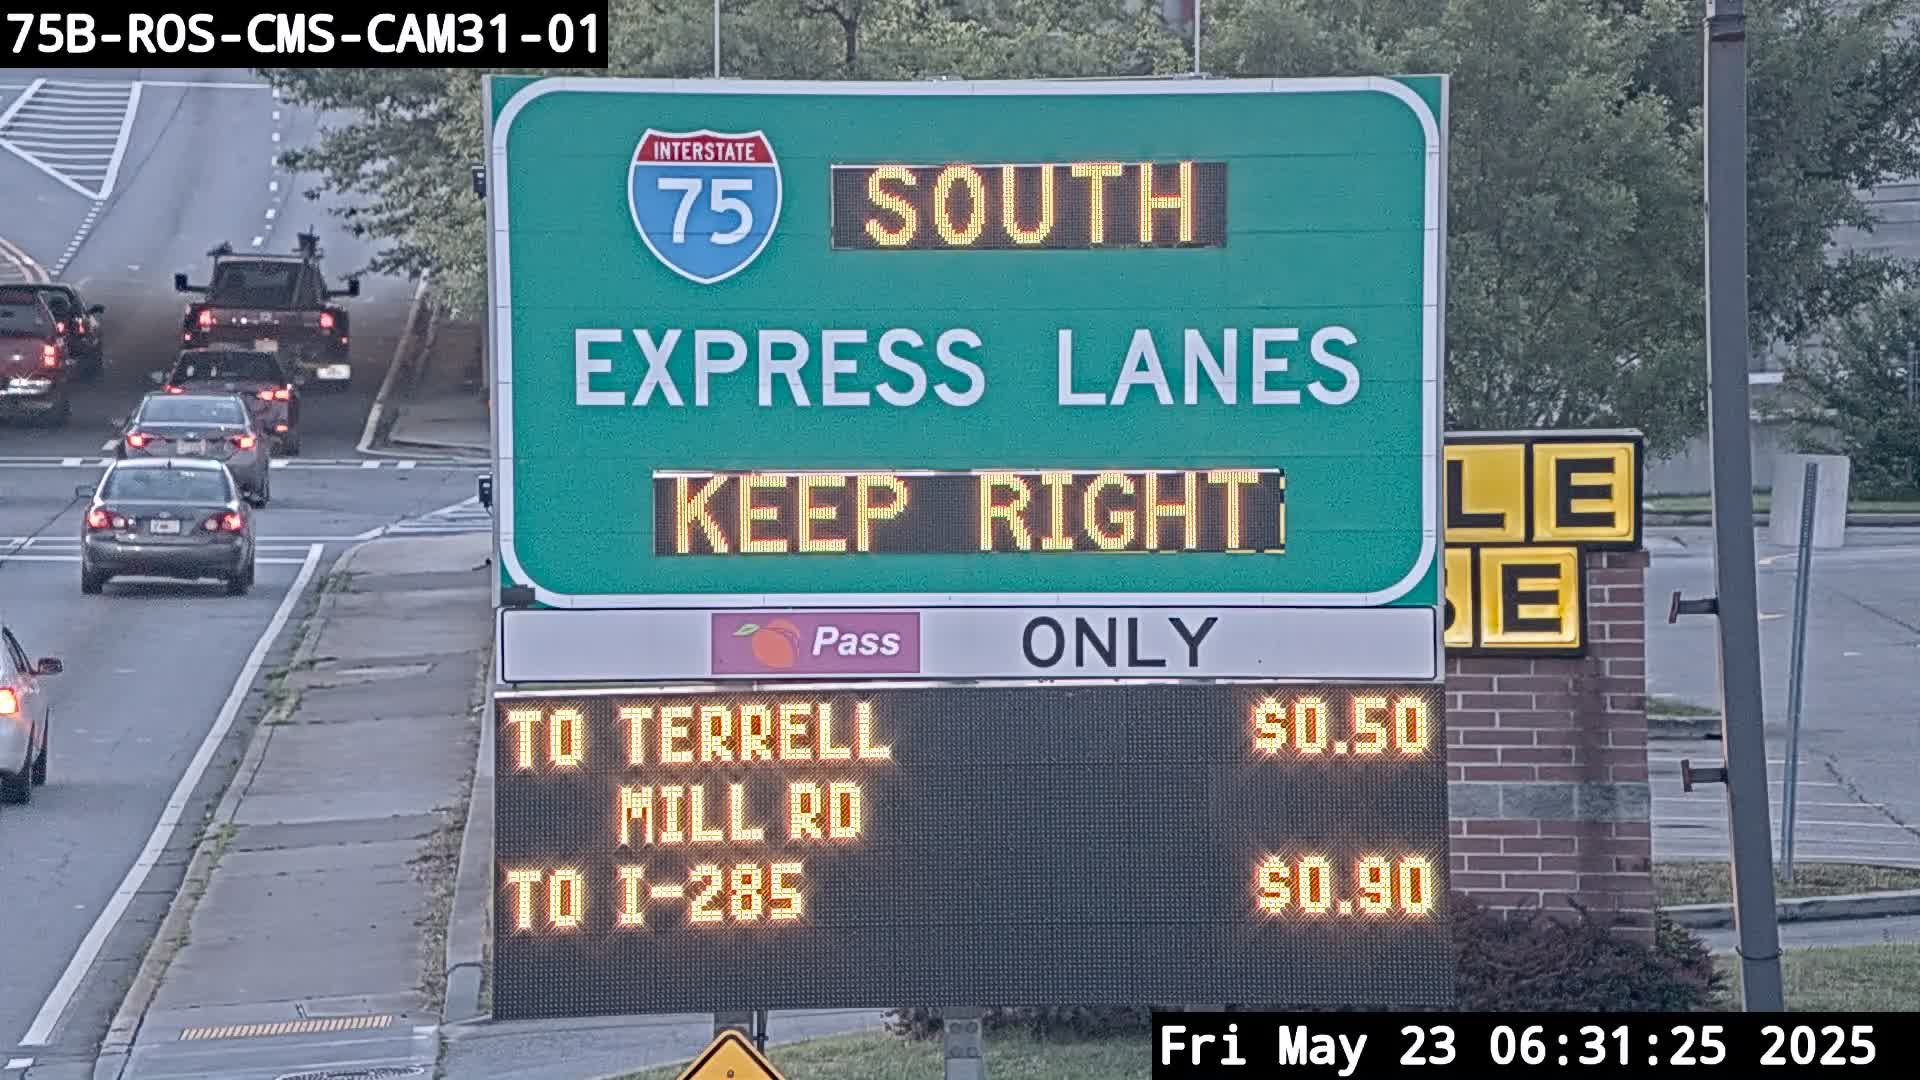 75B-ROS-CMS-CAM31-01
INTERSTATE
75
SOUTH
EXPRESS LANES
KEEP RIGHT
Pass ONLY
TO TERRELL $0.50
MILL RD
TO I-285 $0.90
LE
E
Fri May 23 06:31:25 2025